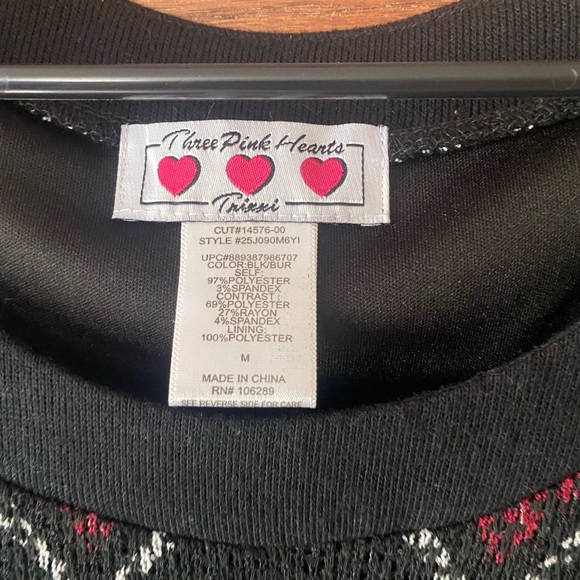 Three Pink Hearts
Trixxi
CUT#14576-00
STYLE #25J090M6YI
UPC#889387986707
COLOR:BLK/BUR
SELF:
97%POLYESTER
3%SPANDEX
CONTRAST:
69%POLYESTER
27%RAYON
4%SPANDEX
LINING:
100%POLYESTER
M
MADE IN CHINA
RN# 106289
SEE REVERSE SIDE FOR CARE